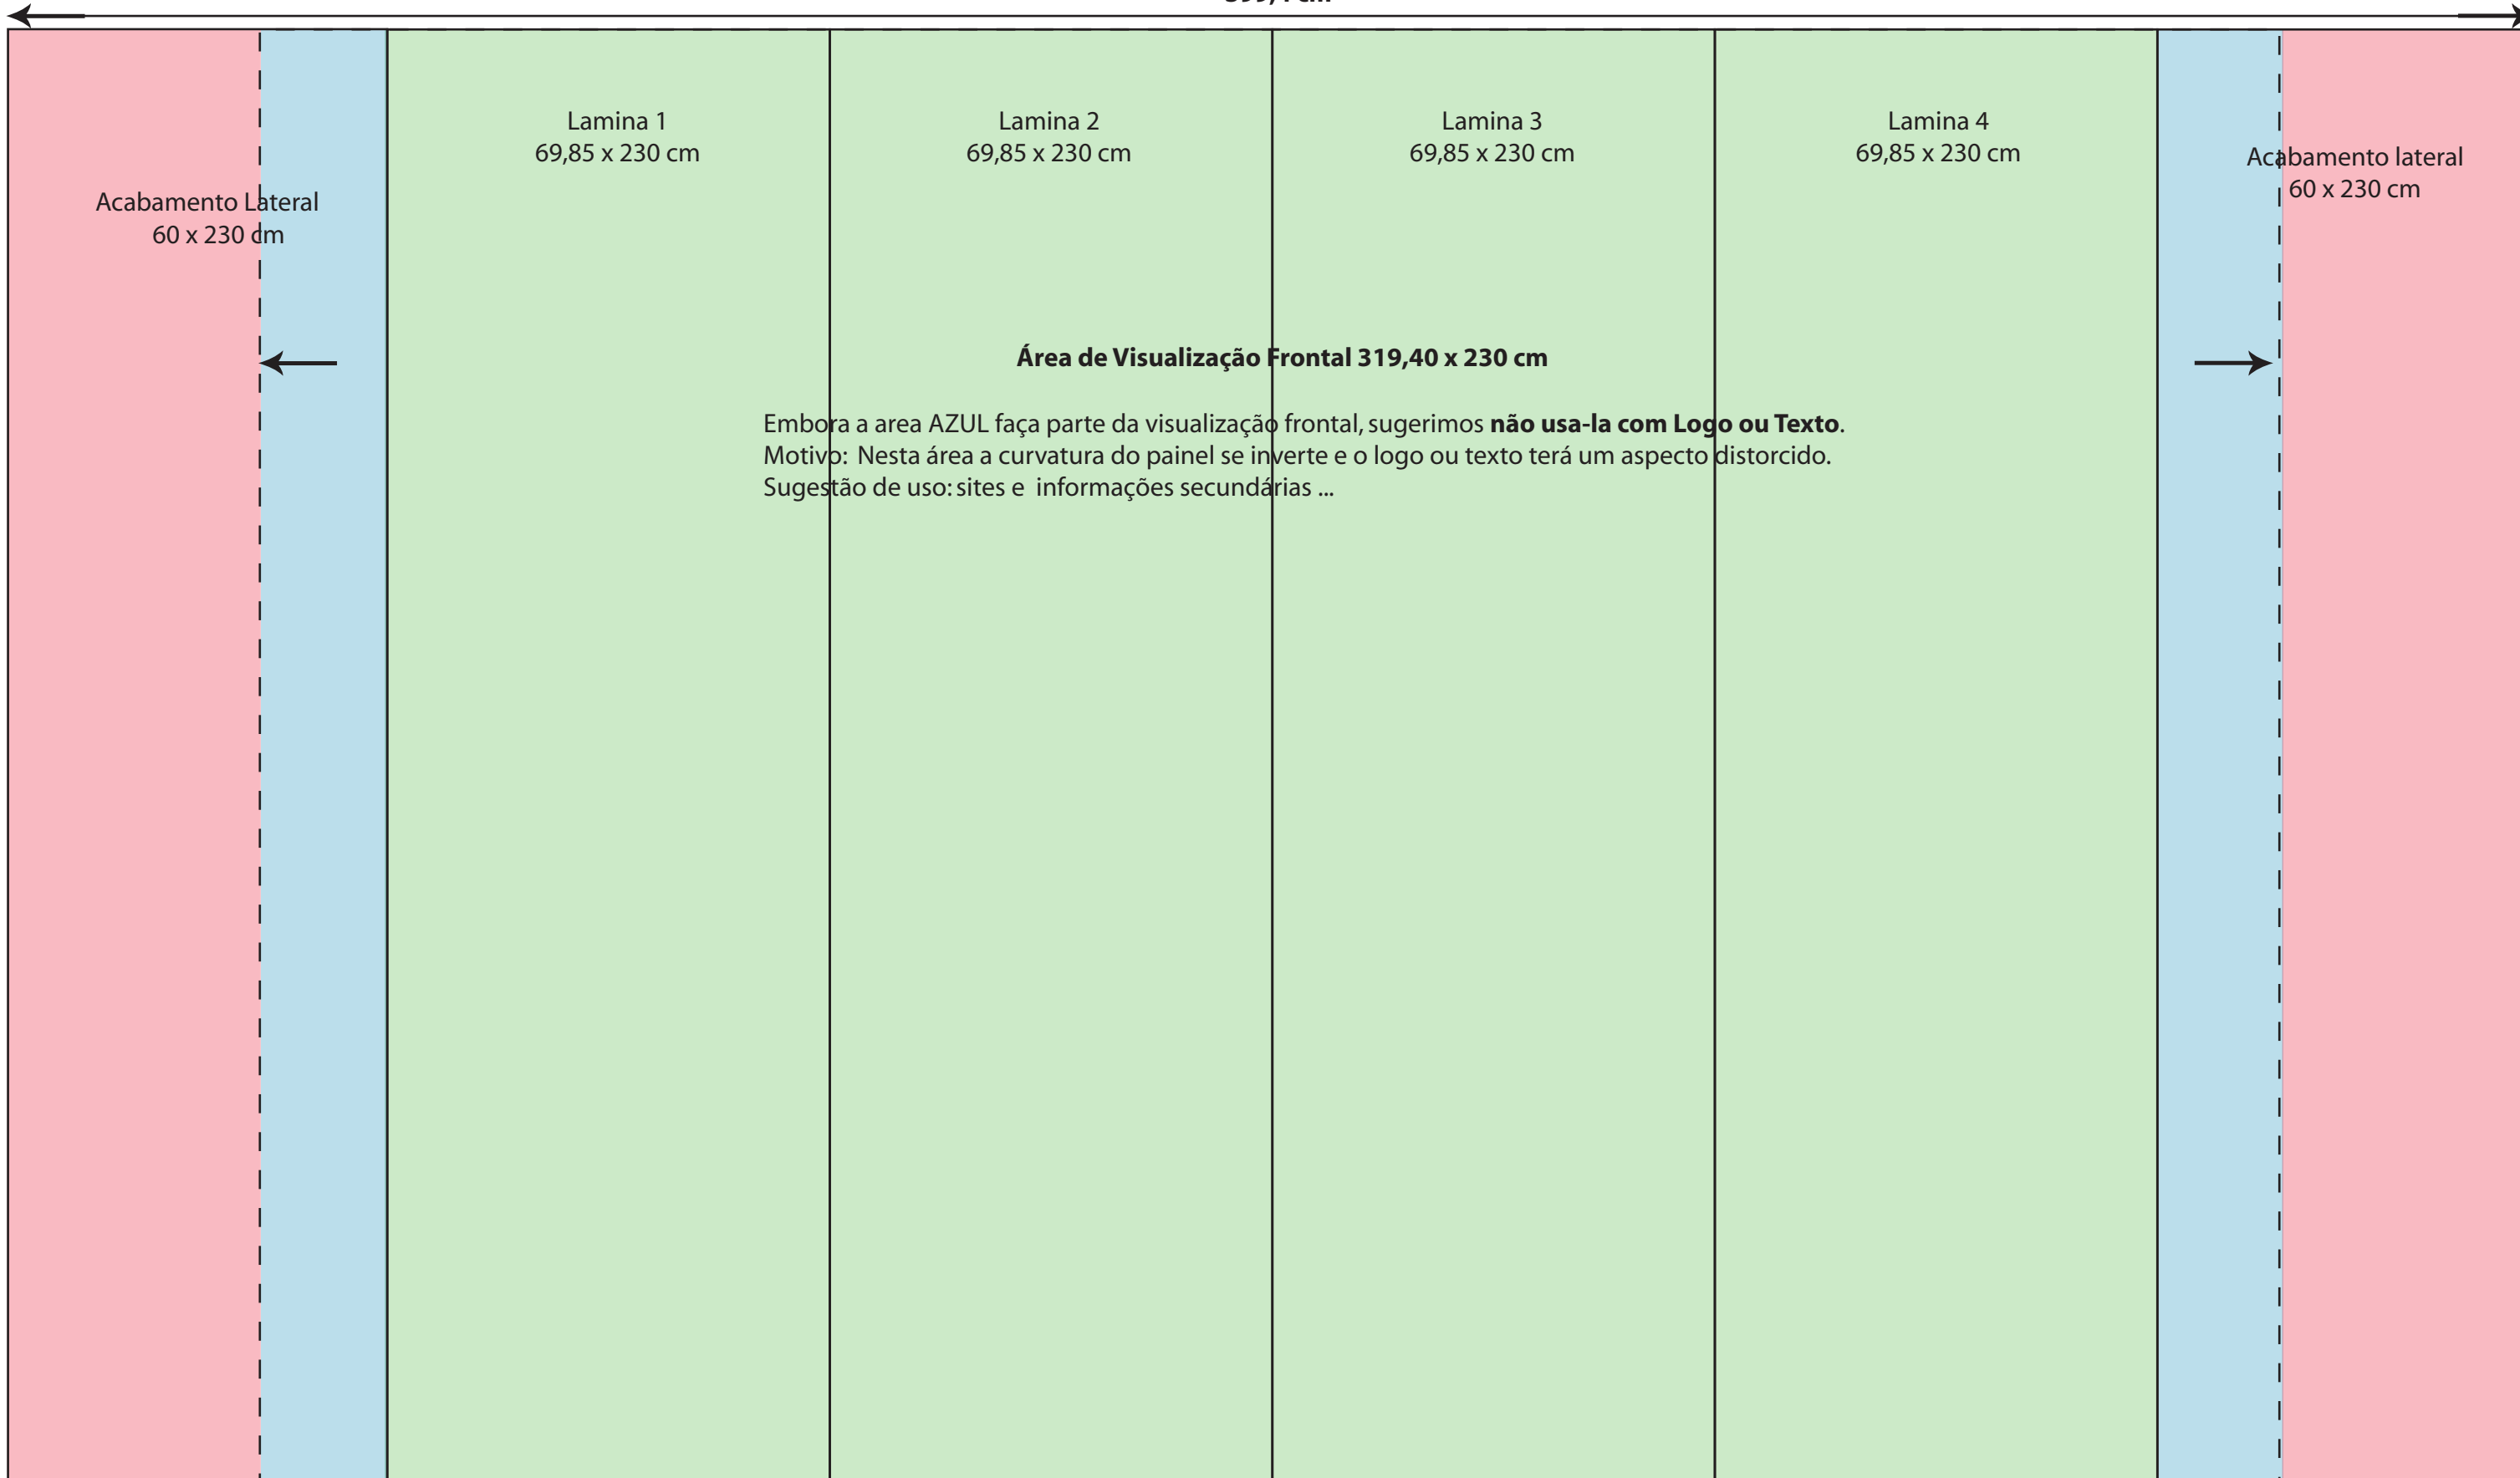 Lamina 1
69,85 x 230 cm
Lamina 2
69,85 x 230 cm
Lamina 3
69,85 x 230 cm
Lamina 4
69,85 x 230 cm
Acabamento lateral
60 x 230 cm
Acabamento Lateral
60 x 230 cm
Área de Visualização Frontal 319,40 x 230 cm
Embora a area AZUL faça parte da visualização frontal, sugerimos não usa-la com Logo ou Texto.
Motivo: Nesta área a curvatura do painel se inverte e o logo ou texto terá um aspecto distorcido.
Sugestão de uso: sites e informações secundárias ...